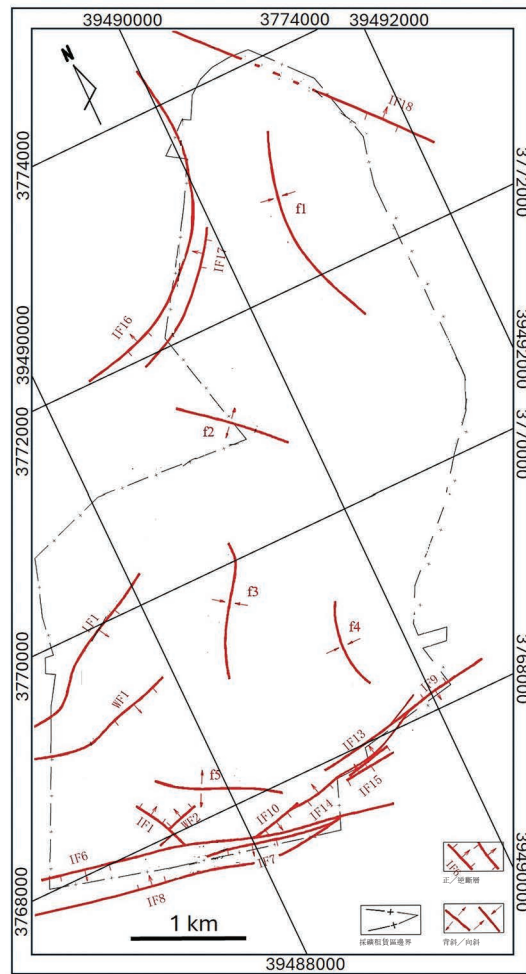 39490000
3774000
39492000
N
IF18
3774000
3772000
f1
IF17
IF16
39490000
39492000
f2
3772000
3770000
f3
IF1
f4
3770000
3768000
WF1
IF9
IF13
f5
IF15
IF10
IF14
IF1
WF2
IF6
IF7
IF8
IF6
正／逆斷層
3768000
39490000
1 km
採礦租賃區邊界
背斜／向斜
39488000